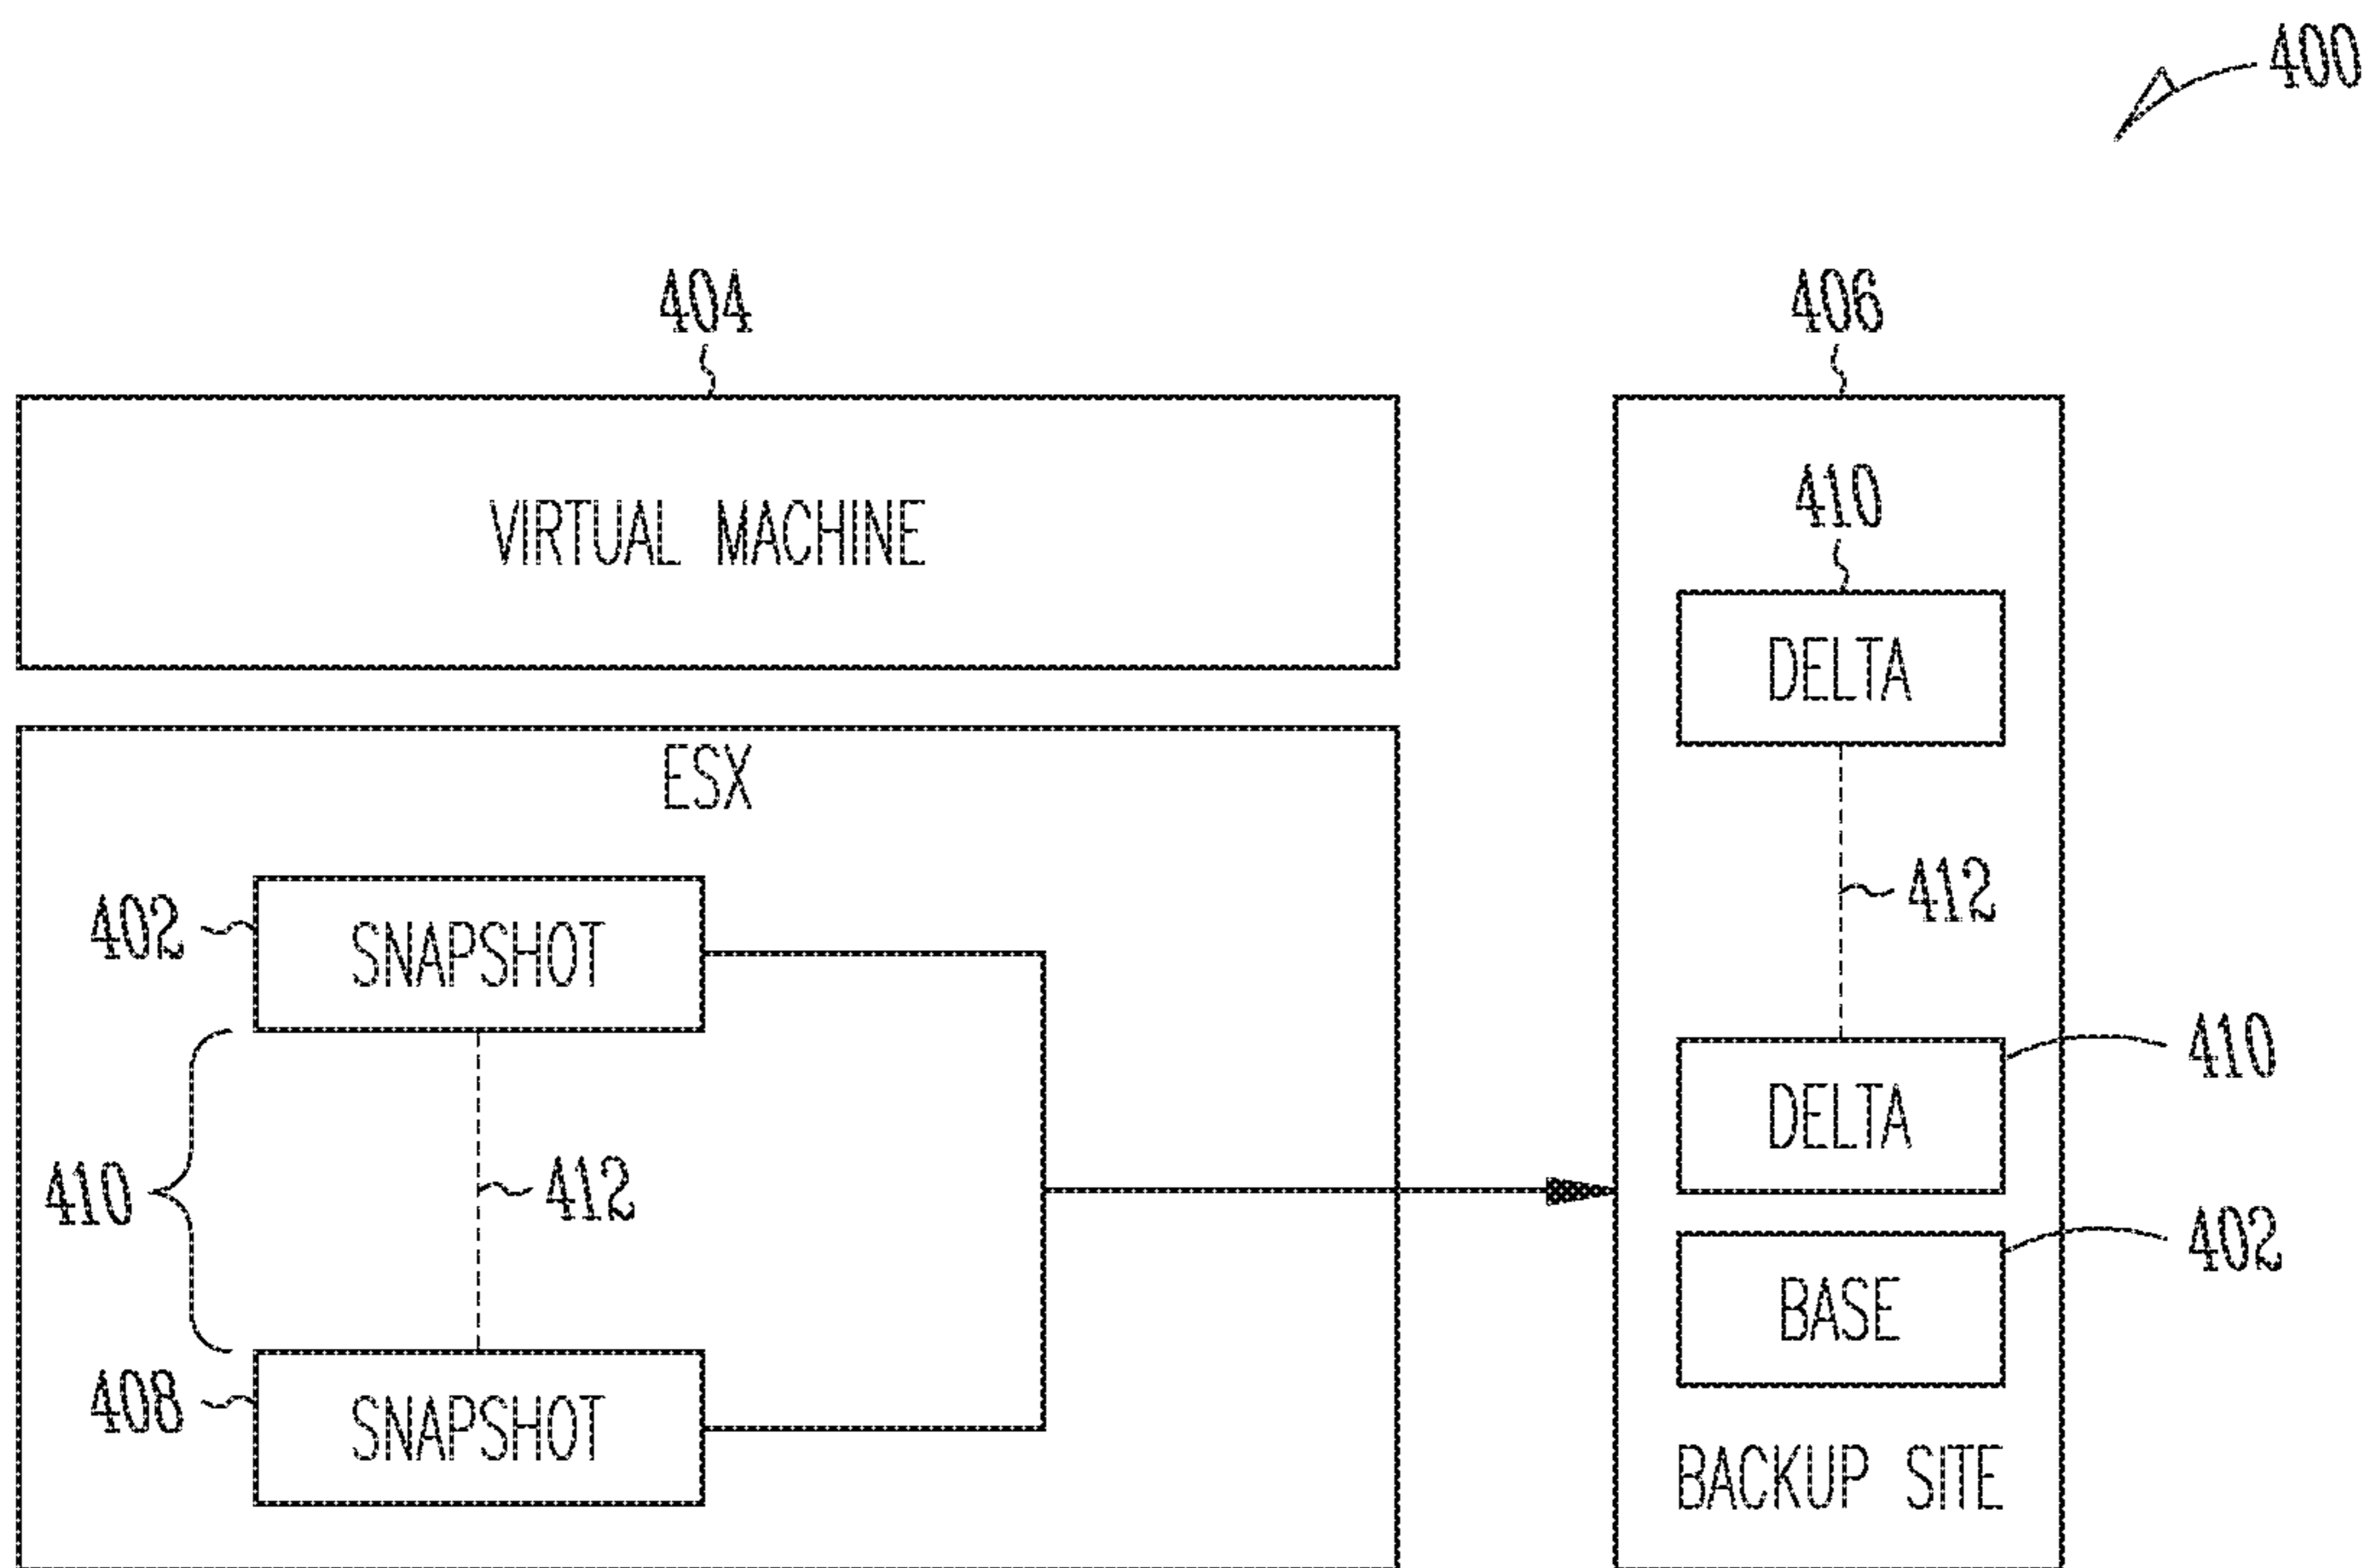 400
404
406
VIRTUAL MACHINE
410
DELTA
ESX
412
402
SNAPSHOT
410
DELTA
410
412
402
BASE
408
SNAPSHOT
BACKUP SITE